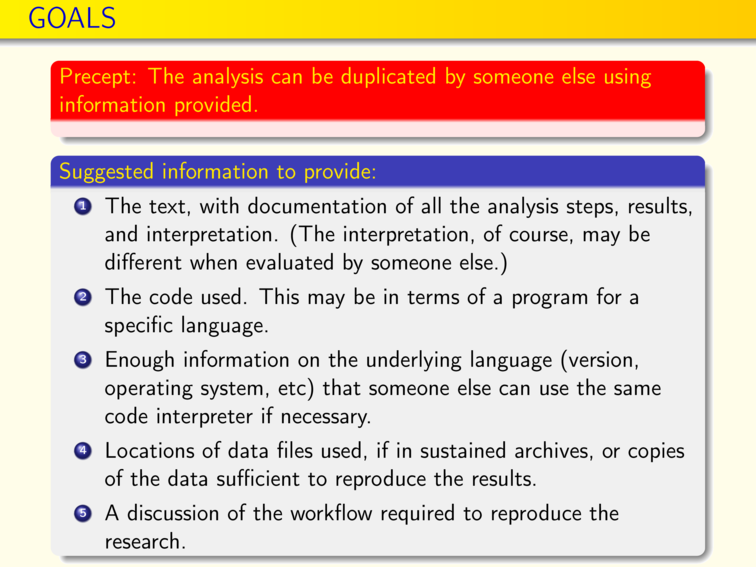 GOALS
Precept: The analysis can be duplicated by someone else using
information provided.
Suggested information to provide:
1 The text, with documentation of all the analysis steps, results,
and interpretation. (The interpretation, of course, may be
different when evaluated by someone else.)
2 The code used. This may be in terms of a program for a
specific language.
3 Enough information on the underlying language (version,
operating system, etc) that someone else can use the same
code interpreter if necessary.
4 Locations of data files used, if in sustained archives, or copies
of the data sufficient to reproduce the results.
5 A discussion of the workflow required to reproduce the
research.